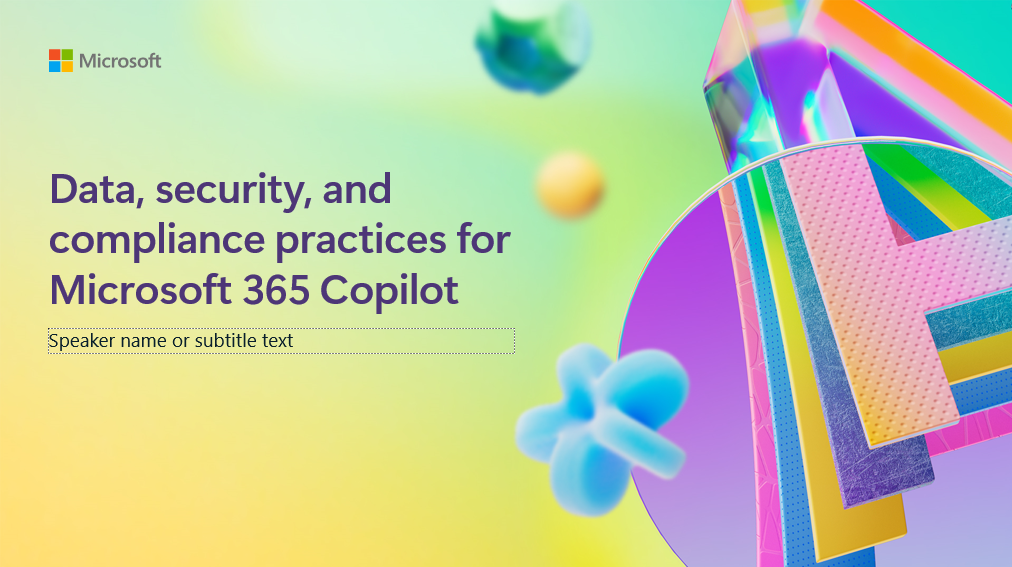 Microsoft
Data, security, and
compliance practices for
Microsoft 365 Copilot
Speaker name or subtitle text